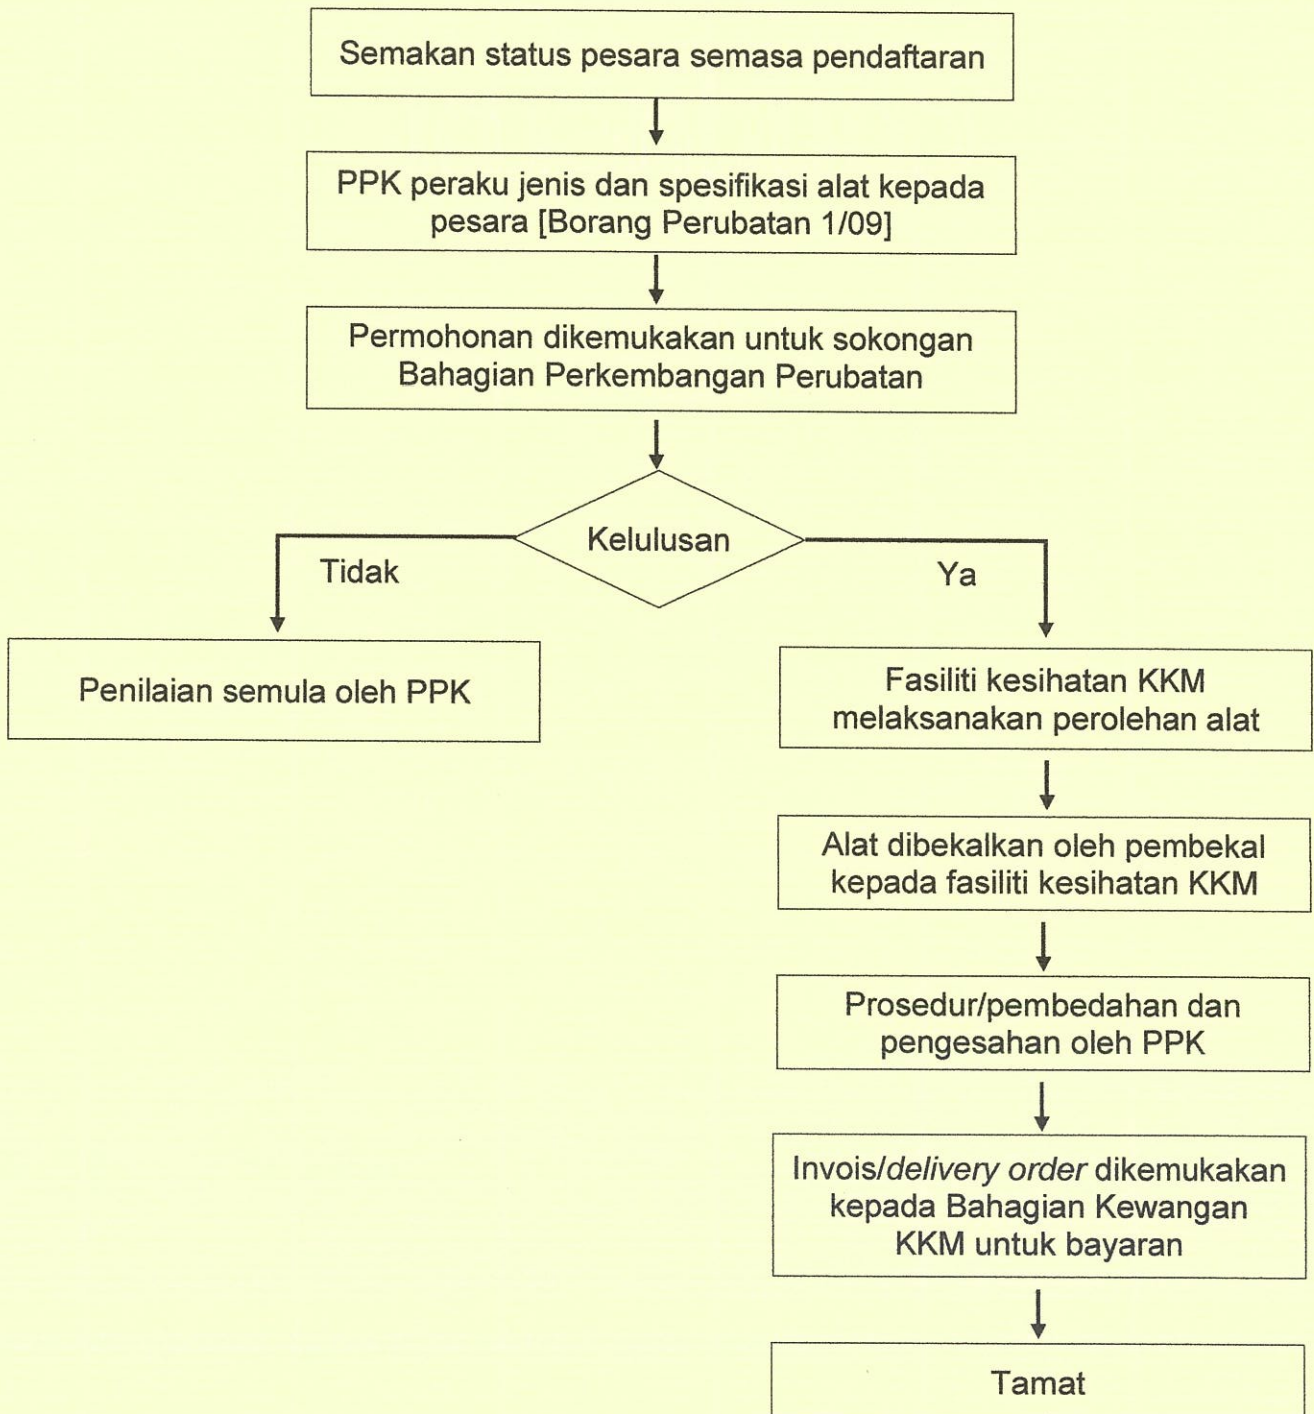 Semakan status pesara semasa pendaftaran
PPK peraku jenis dan spesifikasi alat kepada
pesara [Borang Perubatan 1/09]
Permohonan dikemukakan untuk sokongan
Bahagian Perkembangan Perubatan
Kelulusan
Tidak
Ya
Penilaian semula oleh PPK
Fasiliti kesihatan KKM
melaksanakan perolehan alat
Alat dibekalkan oleh pembekal
kepada fasiliti kesihatan KKM
Prosedur/pembedahan dan
pengesahan oleh PPK
Invois/delivery order dikemukakan
kepada Bahagian Kewangan
KKM untuk bayaran
Tamat